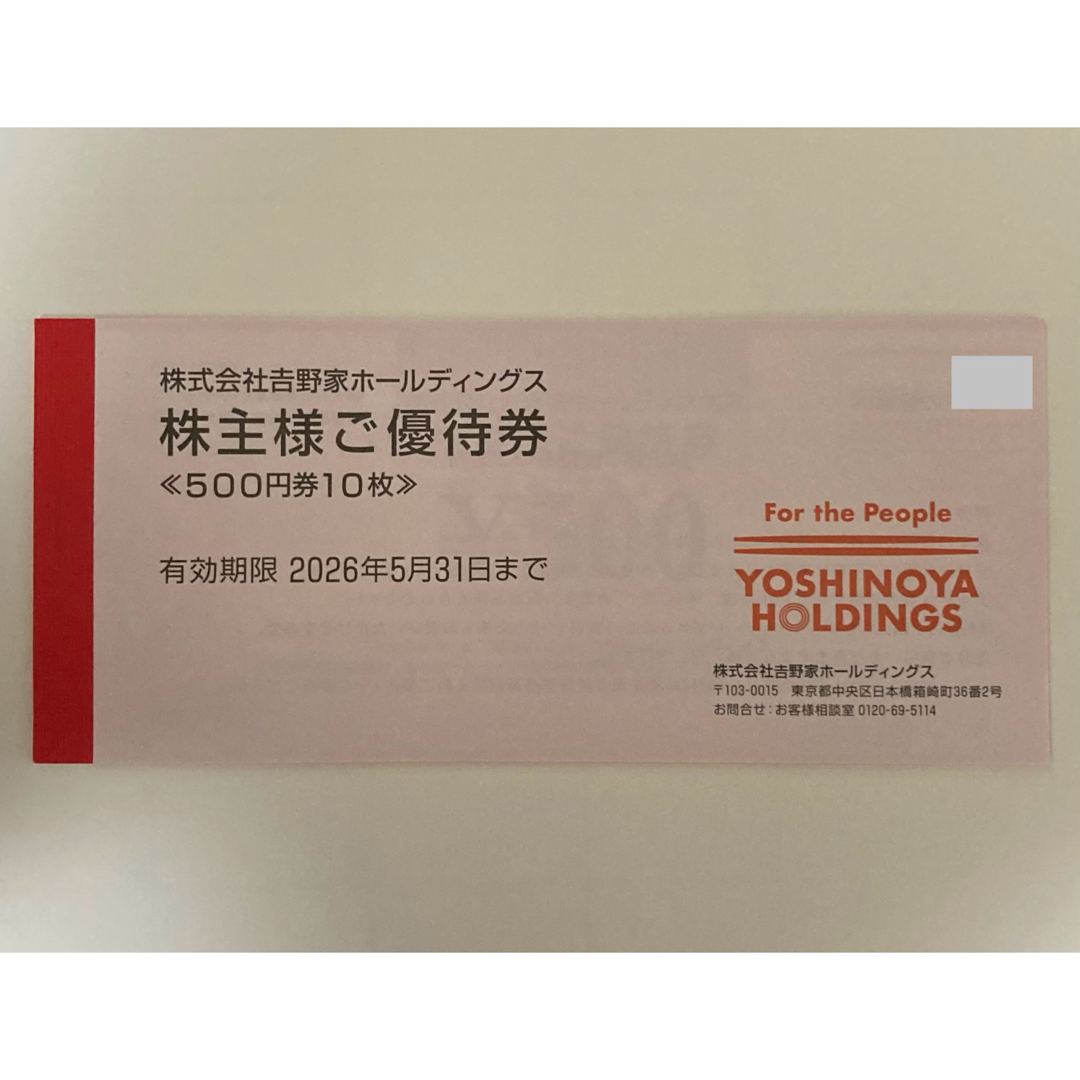 株式会社𠮷野家ホールディングス
株主様ご優待券
≪500円券10枚≫
有効期限 2026年5月31日まで
For the People
YOSHINOYA
HOLDINGS
株式会社𠮷野家ホールディングス
〒103-0015 東京都中央区日本橋箱崎町36番2号
お問合せ:お客様相談室 0120-69-5114